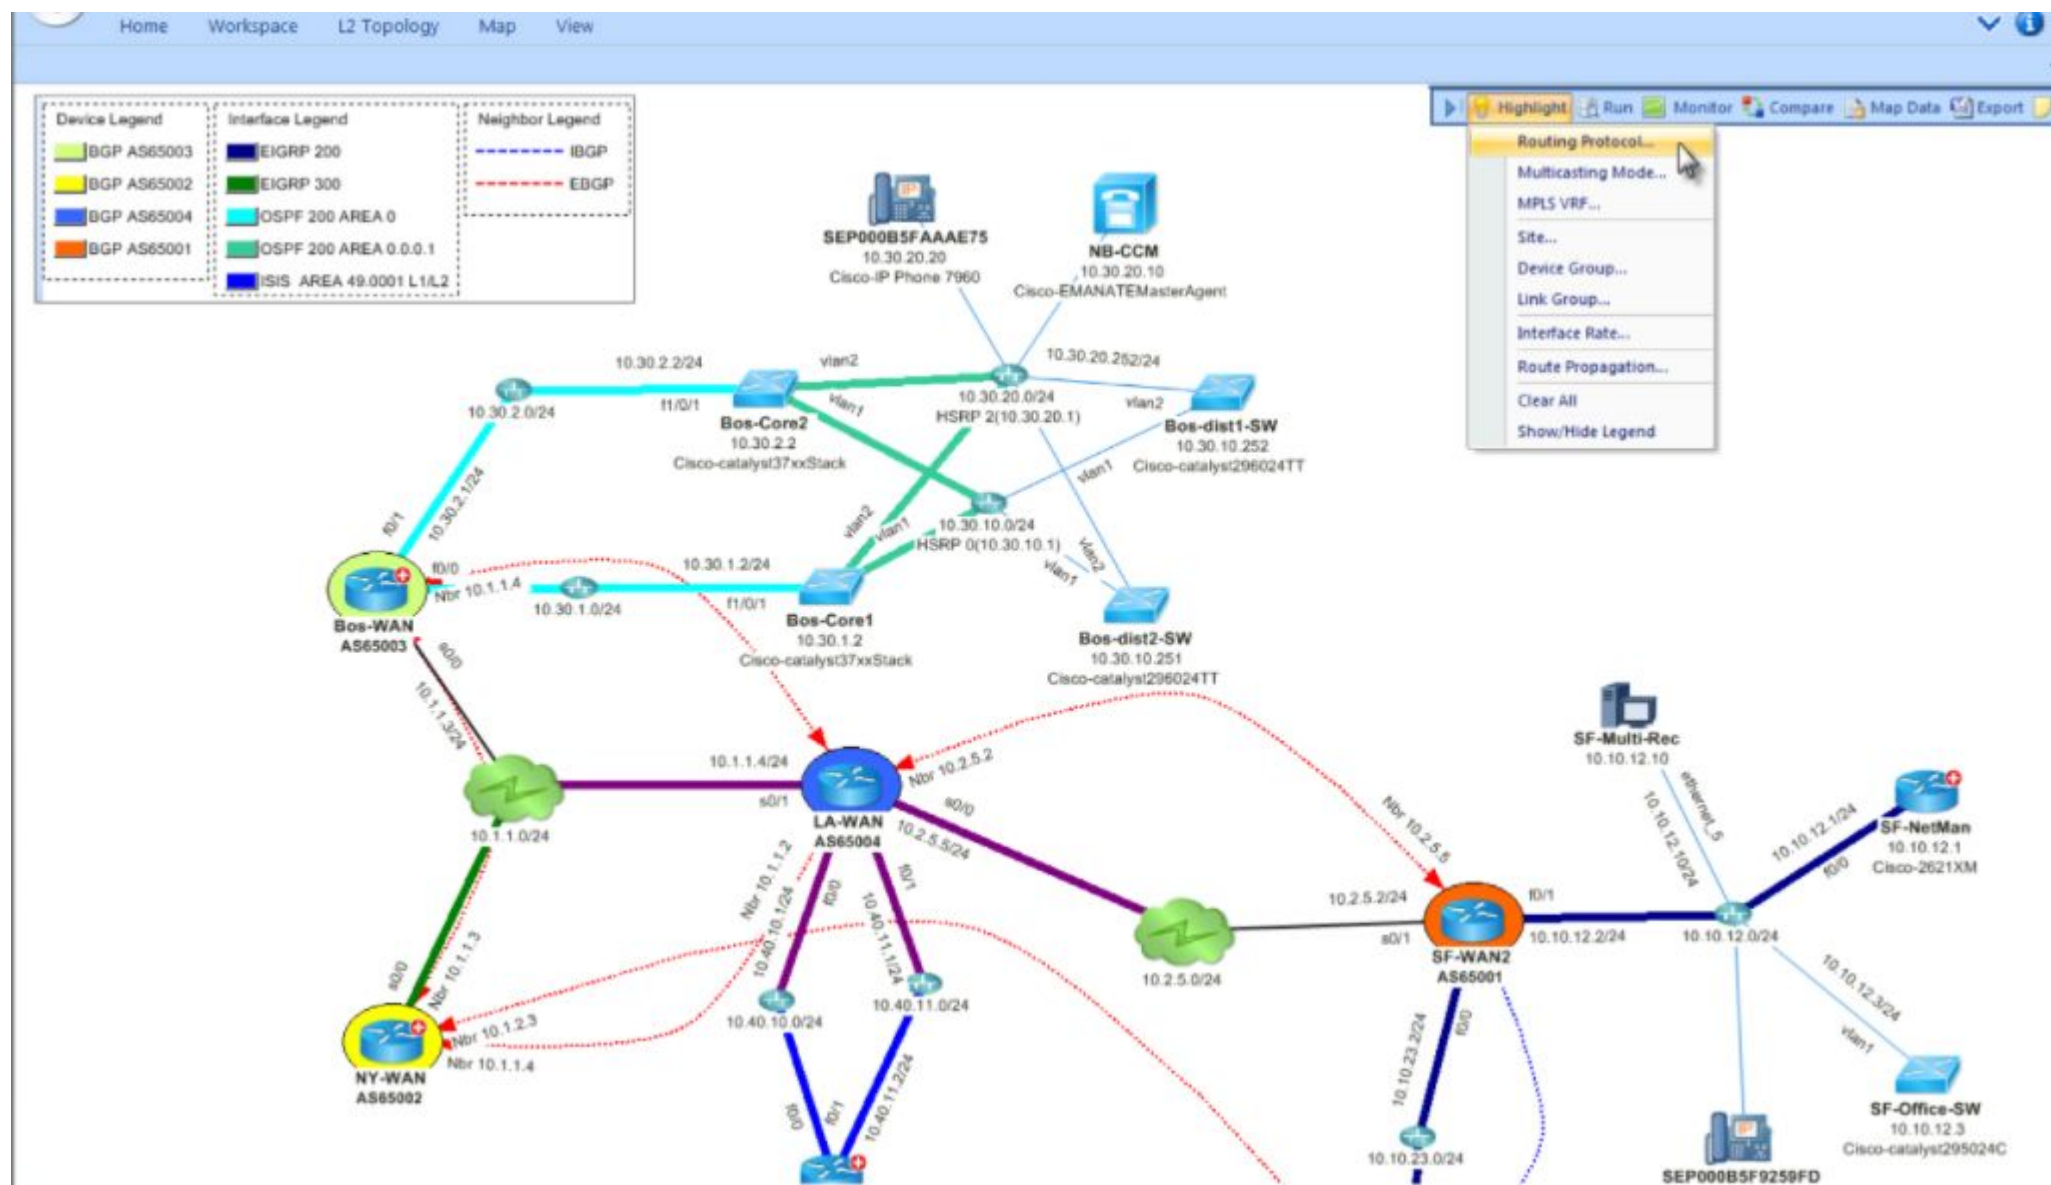 Home Workspace L2 Topology Map View
Highlight Run Monitor Compare Map Data Export
Routing Protocol...
Multicasting Mode...
MPLS VRF...
Site...
Device Group...
Link Group...
Interface Rate...
Route Propagation...
Clear All
Show/Hide Legend
Device Legend
BGP AS65003
BGP AS65002
BGP AS65004
BGP AS65001
Interface Legend
EIGRP 200
EIGRP 300
OSPF 200 AREA 0
OSPF 200 AREA 0.0.0.1
ISIS AREA 49.0001 L1/L2
Neighbor Legend
IBGP
EBGP
IP
SEP000B5FAAAE75
10.30.20.20
Cisco-IP Phone 7960
NB-CCM
10.30.20.10
Cisco-EMANATEMasterAgent
10.30.2.2/24
vlan2
10.30.20.252/24
10.30.2.0/24
f1/0/1
vlan1
Bos-Core2
10.30.2.2
Cisco-catalyst37xxStack
10.30.20.0/24
HSRP 2(10.30.20.1)
vlan2
Bos-dist1-SW
10.30.10.252
Cisco-catalyst296024TT
vlan1
f0/1
10.30.2.1/24
vlan2
vlan1
10.30.10.0/24
HSRP 0(10.30.10.1)
vlan2
vlan1
f0/0
Nbr 10.1.1.4
10.30.1.2/24
10.30.1.0/24
f1/0/1
Bos-WAN
AS65003
Bos-Core1
10.30.1.2
Cisco-catalyst37xxStack
Bos-dist2-SW
10.30.10.251
Cisco-catalyst296024TT
s0/0
10.1.1.3/24
10.1.1.0/24
10.1.1.4/24
s0/1
LA-WAN
AS65004
Nbr 10.2.5.2
s0/0
10.2.5.5/24
Nbr 10.1.1.2
10.40.10.1/24
f0/0
f0/1
10.40.11.1/24
10.2.5.0/24
Nbr 10.2.5.5
10.2.5.2/24
s0/1
SF-WAN2
AS65001
f0/1
10.10.12.2/24
SF-Multi-Rec
10.10.12.10
ethernet_5
10.10.12.10/24
10.10.12.1/24
f0/0
SF-NetMan
10.10.12.1
Cisco-2621XM
10.10.12.0/24
10.10.12.3/24
vlan1
SF-Office-SW
10.10.12.3
Cisco-catalyst295024C
IP
SEP000B5F9259FD
s0/0
Nbr 10.1.1.3
Nbr 10.1.2.3
Nbr 10.1.1.4
NY-WAN
AS65002
10.40.10.0/24
10.40.11.0/24
f0/0
f0/1
10.40.11.2/24
10.10.23.2/24
f0/0
10.10.23.0/24